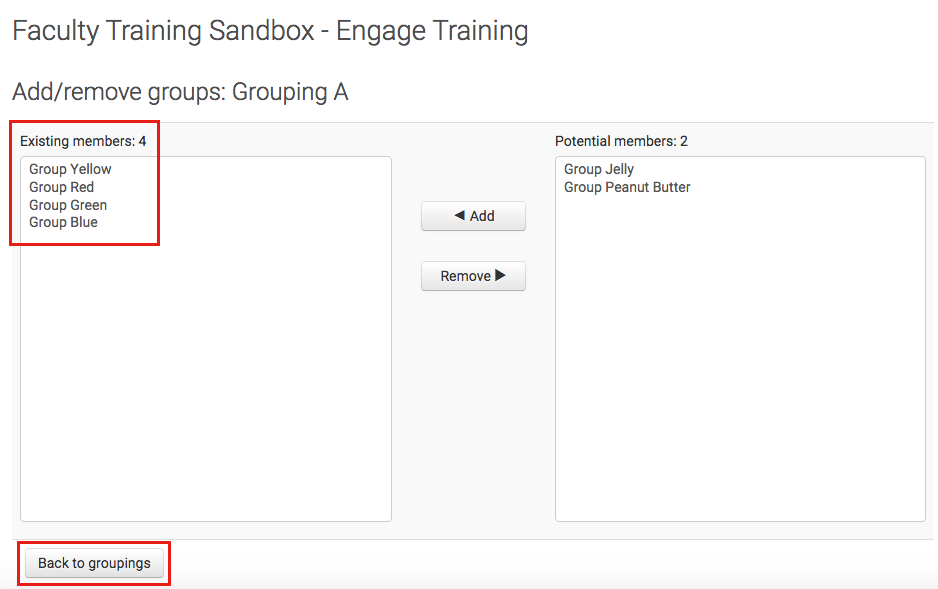 Faculty Training Sandbox - Engage Training
Add/remove groups: Grouping A
Existing members: 4
Group Yellow
Group Red
Group Green
Group Blue
◄ Add
Remove ►
Potential members: 2
Group Jelly
Group Peanut Butter
Back to groupings